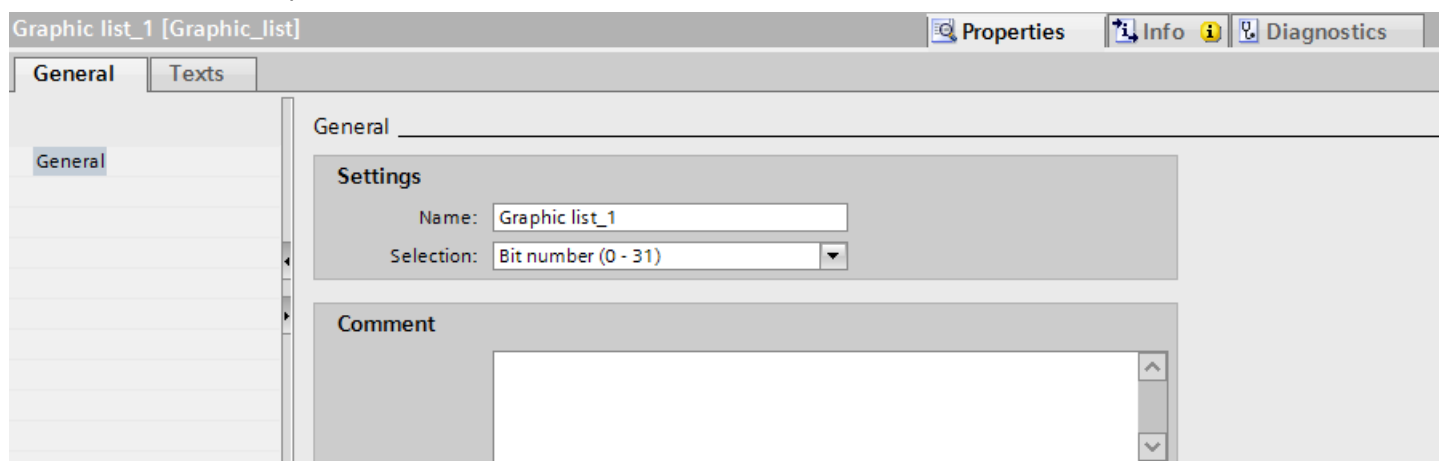 Graphic list_1 [Graphic_list]
Properties
Info
Diagnostics
General
Texts
General
General
Settings
Name: Graphic list_1
Selection: Bit number (0 - 31)
Comment